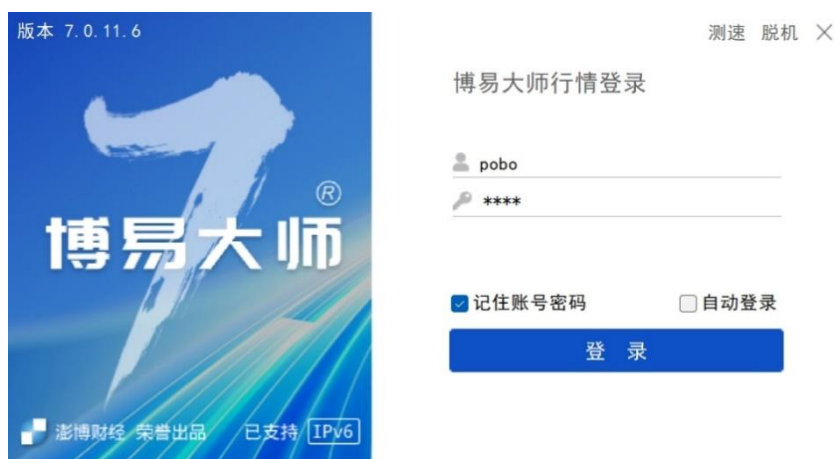 版本 7.0.11.6
7
®
博易大师
澎博财经 荣誉出品 已支持 IPv6
测速 脱机 ×
博易大师行情登录
pobo
****
记住账号密码 自动登录
登 录